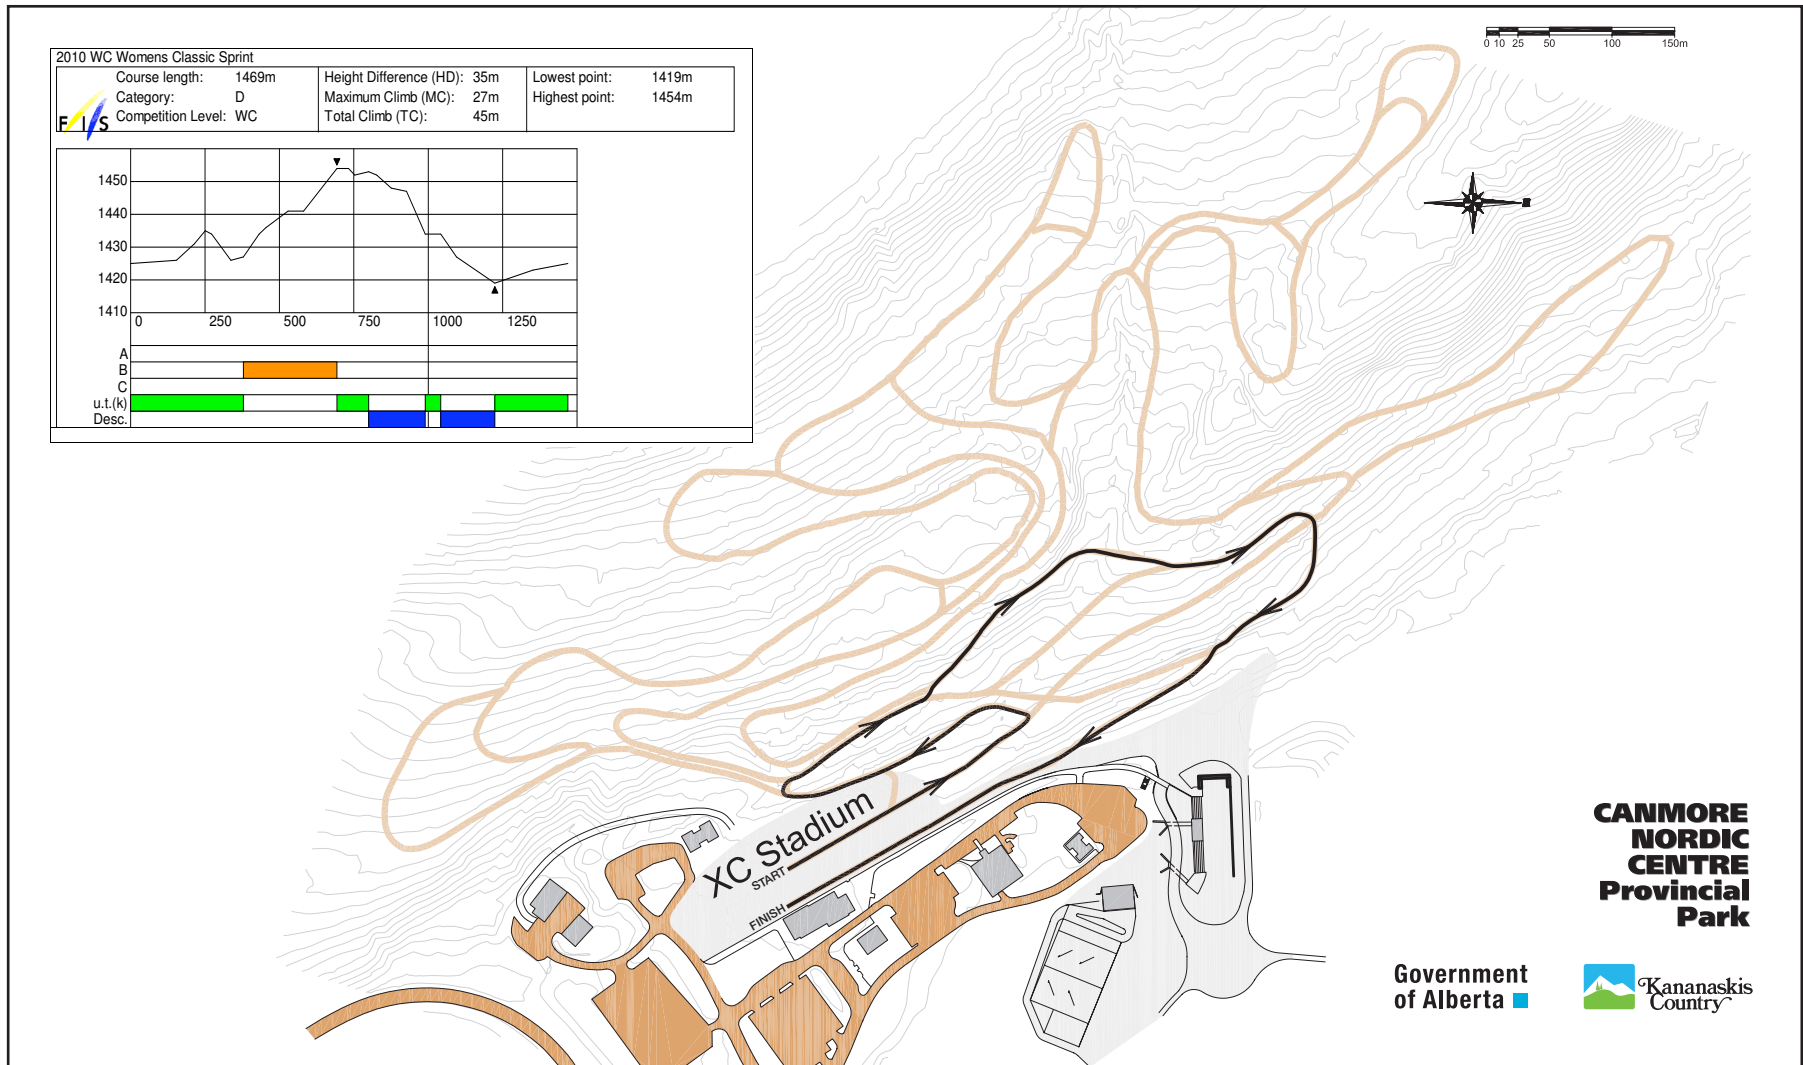 2010 WC Womens Classic Sprint
Course length: 1469m Height Difference (HD): 35m Lowest point: 1419m
Category: D Maximum Climb (MC): 27m Highest point: 1454m
Competition Level: WC Total Climb (TC): 45m
F I S
1450
1440
1430
1420
1410
0 250 500 750 1000 1250
A
B
C
u.t.(k)
Desc.
0 10 25 50 100 150m
XC Stadium
START
FINISH
CANMORE
NORDIC
CENTRE
Provincial
Park
Government
of Alberta
Kananaskis
Country